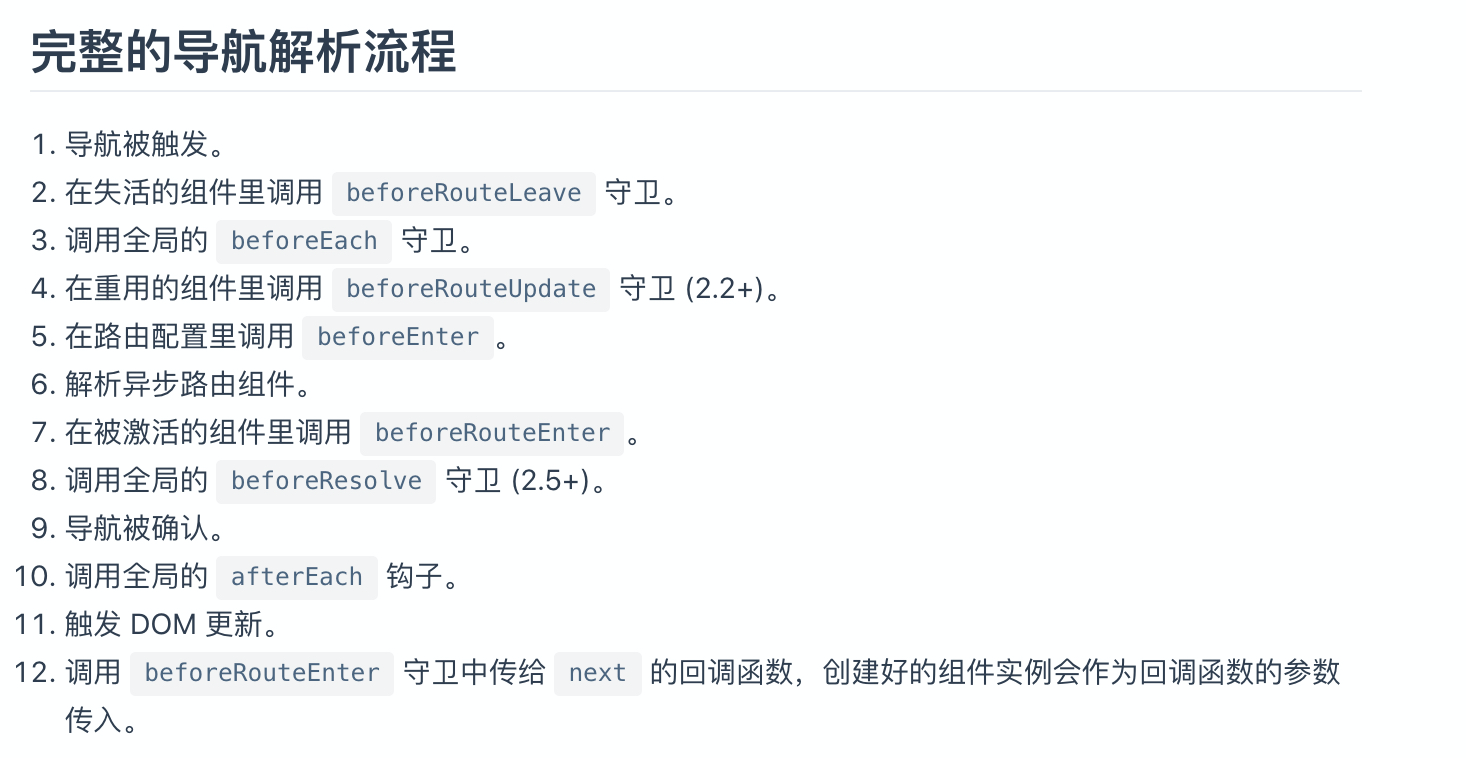 完整的导航解析流程
1. 导航被触发。
2. 在失活的组件里调用 beforeRouteLeave 守卫。
3. 调用全局的 beforeEach 守卫。
4. 在重用的组件里调用 beforeRouteUpdate 守卫 (2.2+)。
5. 在路由配置里调用 beforeEnter 。
6. 解析异步路由组件。
7. 在被激活的组件里调用 beforeRouteEnter 。
8. 调用全局的 beforeResolve 守卫 (2.5+)。
9. 导航被确认。
10. 调用全局的 afterEach 钩子。
11. 触发 DOM 更新。
12. 调用 beforeRouteEnter 守卫中传给 next 的回调函数，创建好的组件实例会作为回调函数的参数
传入。